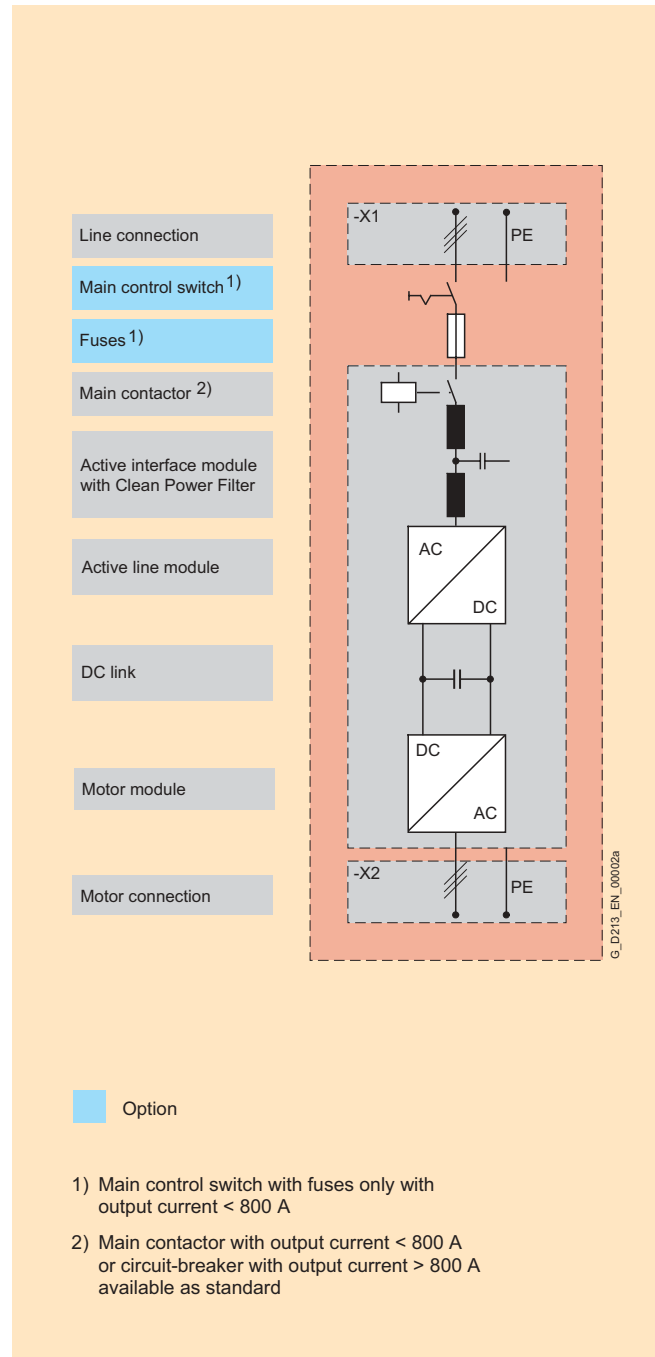 -X1
Line connection
PE
Main control switch 1)
Fuses 1)
Main contactor 2)
Active interface module
with Clean Power Filter
AC
Active line module
DC
DC link
DC
Motor module
AC
-X2
Motor connection
PE
G_D213_EN_00002a
Option
1) Main control switch with fuses only with
output current < 800 A
2) Main contactor with output current < 800 A
or circuit-breaker with output current > 800 A
available as standard